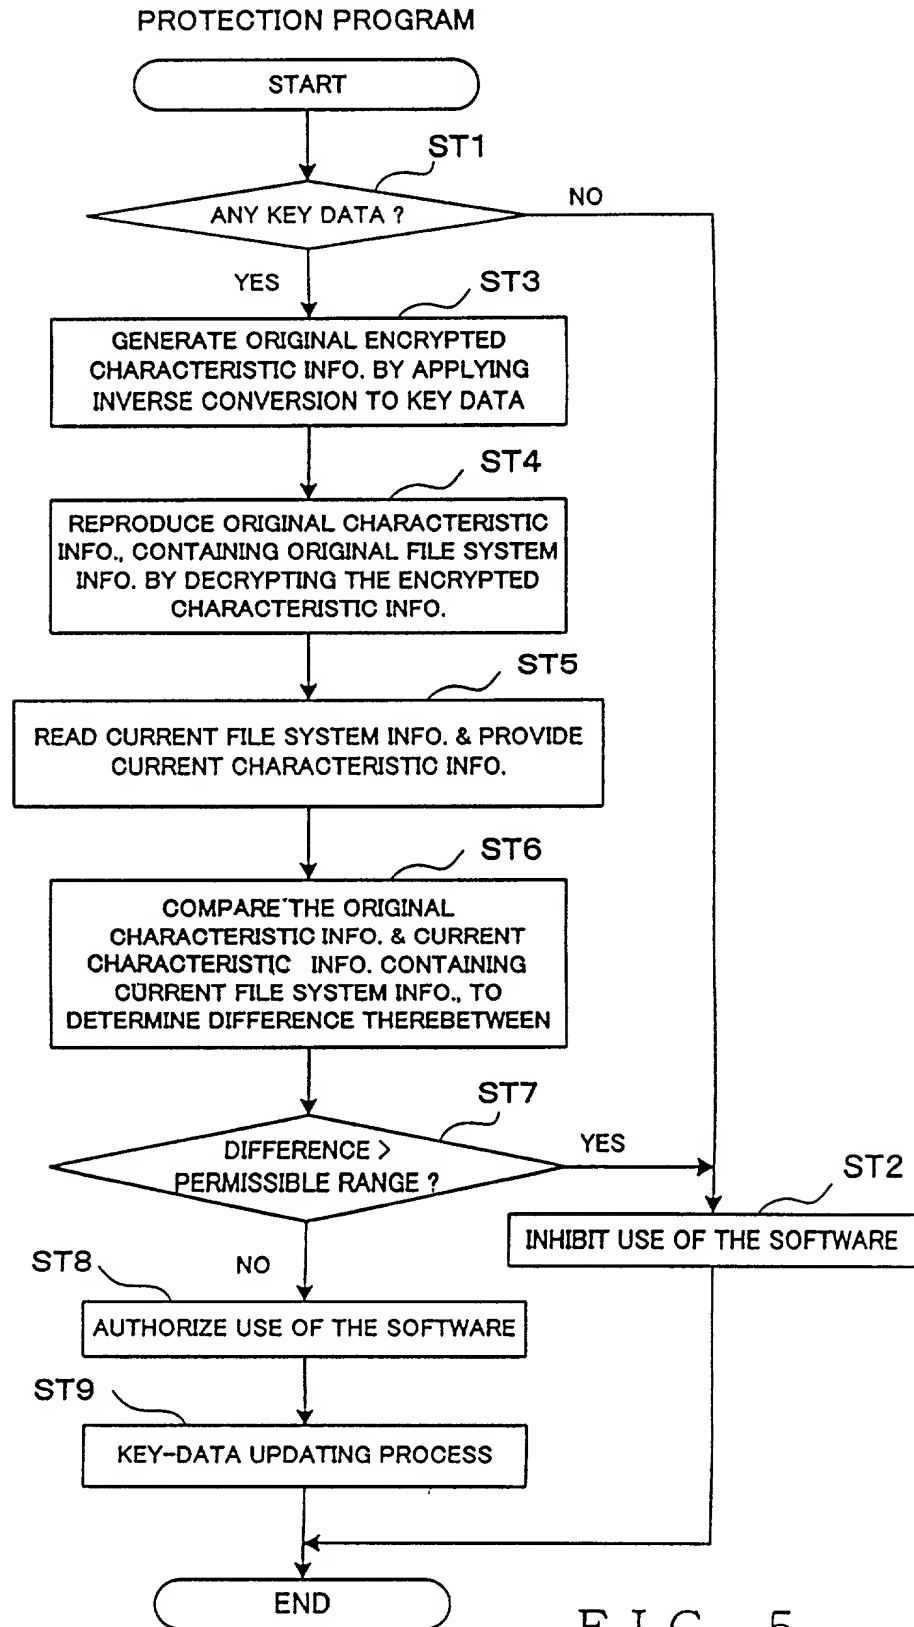 PROTECTION PROGRAM
START
ST1
ANY KEY DATA ?
NO
YES
ST3
GENERATE ORIGINAL ENCRYPTED
CHARACTERISTIC INFO. BY APPLYING
INVERSE CONVERSION TO KEY DATA
ST4
REPRODUCE ORIGINAL CHARACTERISTIC
INFO., CONTAINING ORIGINAL FILE SYSTEM
INFO. BY DECRYPTING THE ENCRYPTED
CHARACTERISTIC INFO.
ST5
READ CURRENT FILE SYSTEM INFO. & PROVIDE
CURRENT CHARACTERISTIC INFO.
ST6
COMPARE THE ORIGINAL
CHARACTERISTIC INFO. & CURRENT
CHARACTERISTIC INFO. CONTAINING
CURRENT FILE SYSTEM INFO., TO
DETERMINE DIFFERENCE THEREBETWEEN
ST7
DIFFERENCE >
PERMISSIBLE RANGE ?
YES
ST2
INHIBIT USE OF THE SOFTWARE
NO
ST8
AUTHORIZE USE OF THE SOFTWARE
ST9
KEY-DATA UPDATING PROCESS
END
FIG. 5